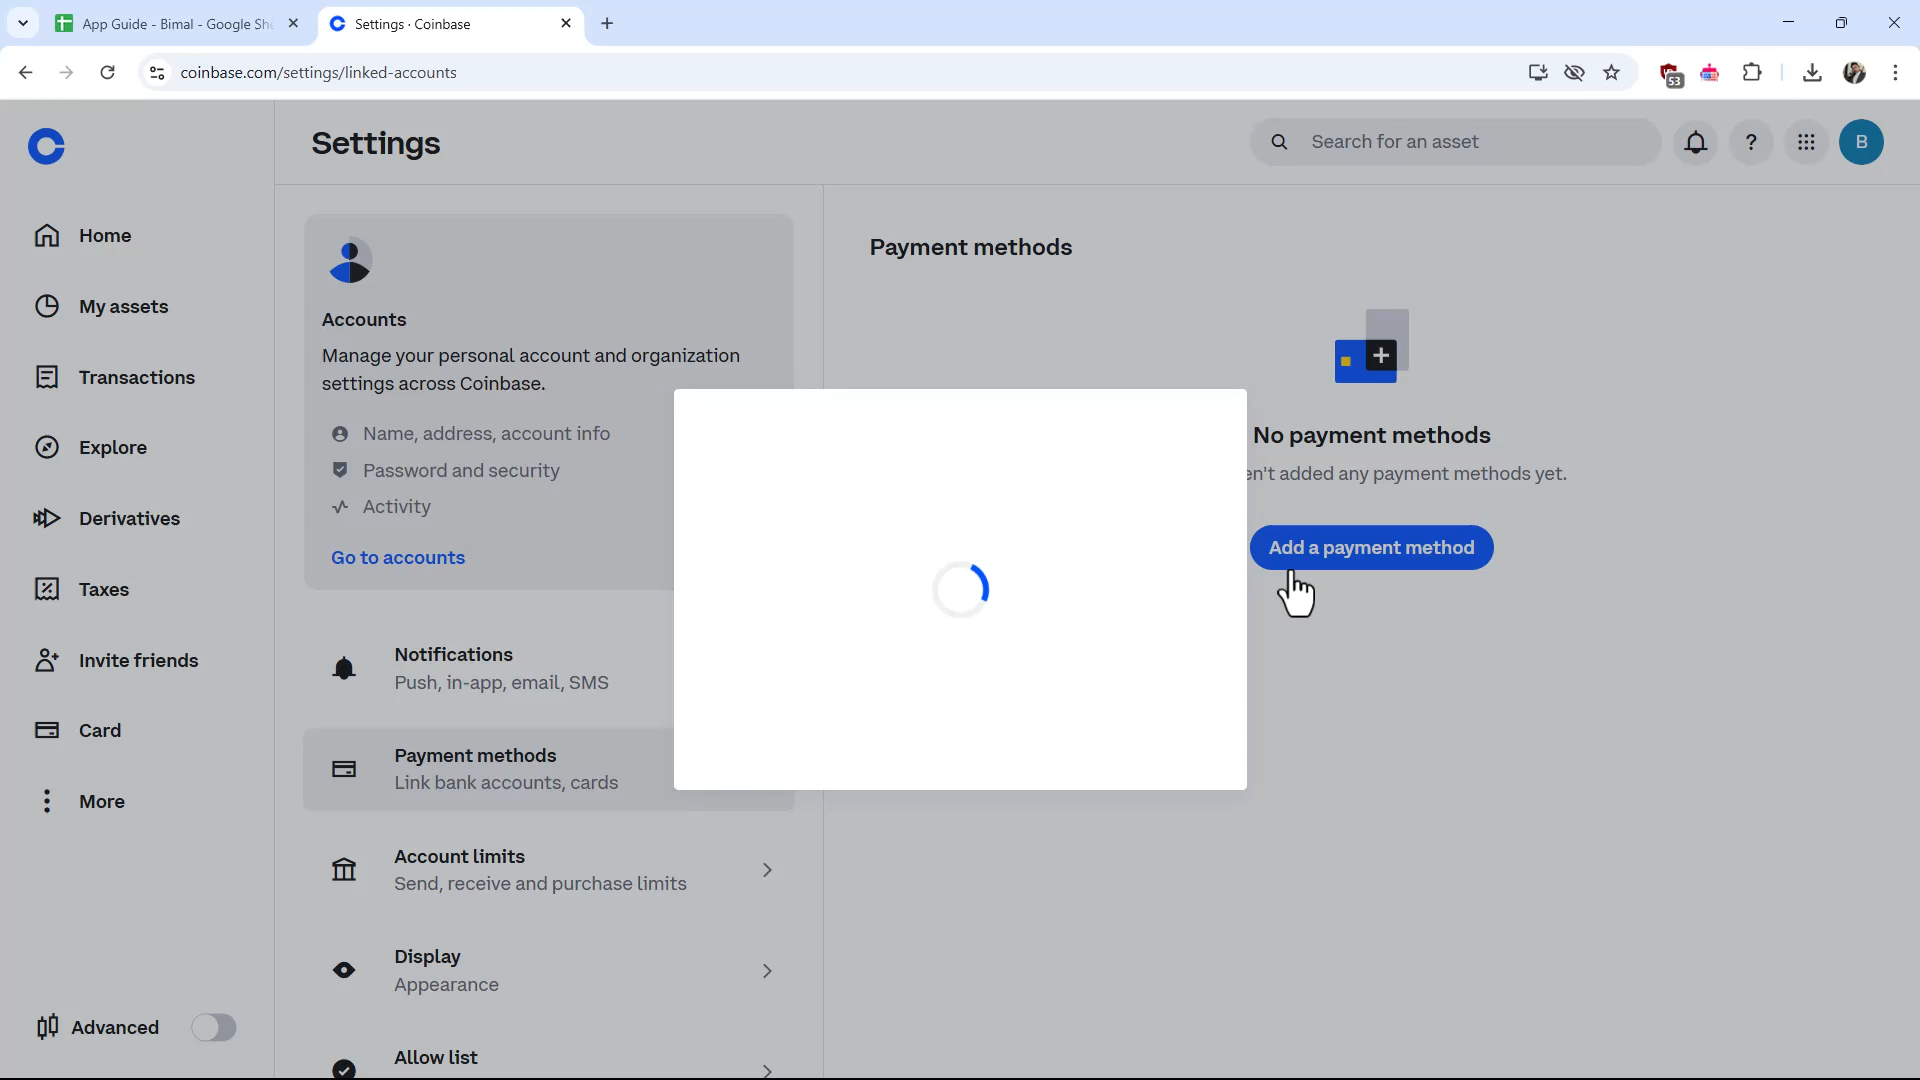 App Guide - Bimal - Google She
Settings · Coinbase
coinbase.com/settings/linked-accounts
53
Settings
Search for an asset
?
B
Home
My assets
Transactions
Explore
Derivatives
Taxes
Invite friends
Card
More
Advanced
Accounts
Manage your personal account and organization
settings across Coinbase.
Name, address, account info
Password and security
Activity
Go to accounts
Notifications
Push, in-app, email, SMS
Payment methods
Link bank accounts, cards
Account limits
Send, receive and purchase limits
Display
Appearance
Allow list
Payment methods
No payment methods
en't added any payment methods yet.
Add a payment method